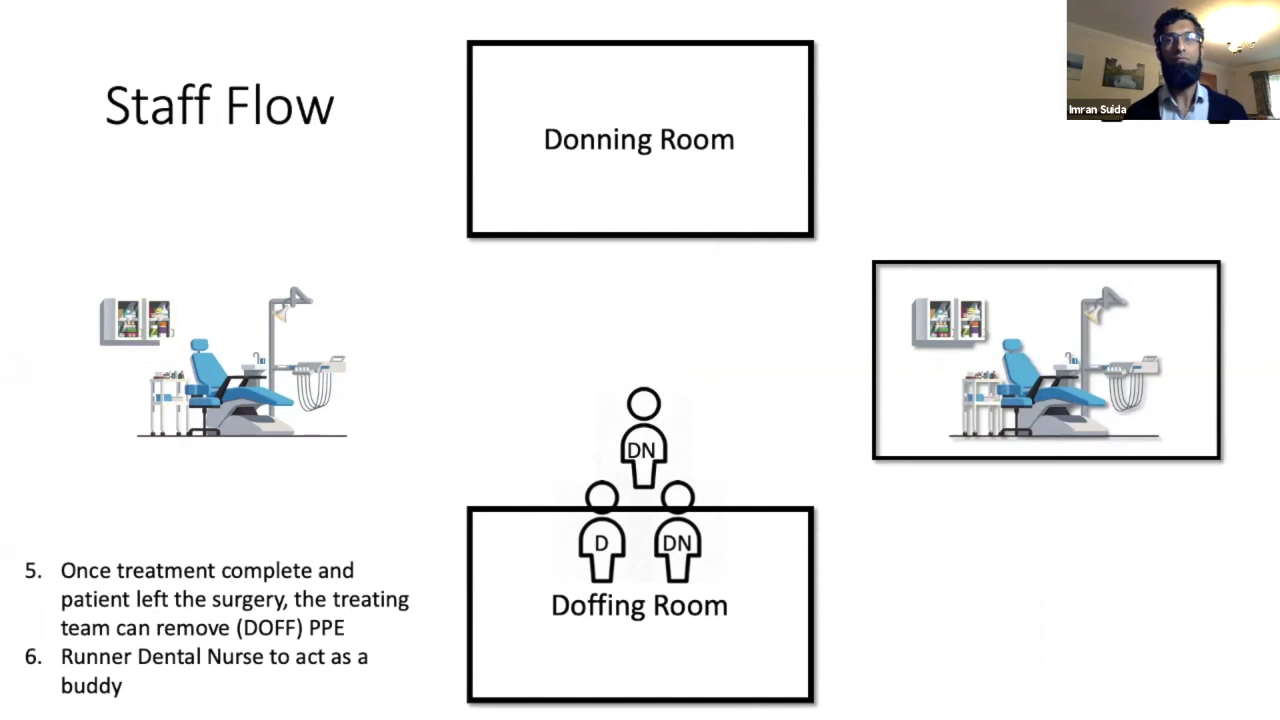 Staff Flow
Donning Room
Imran Suida
DN
D
DN
Doffing Room
5. Once treatment complete and
patient left the surgery, the treating
team can remove (DOFF) PPE
6. Runner Dental Nurse to act as a
buddy